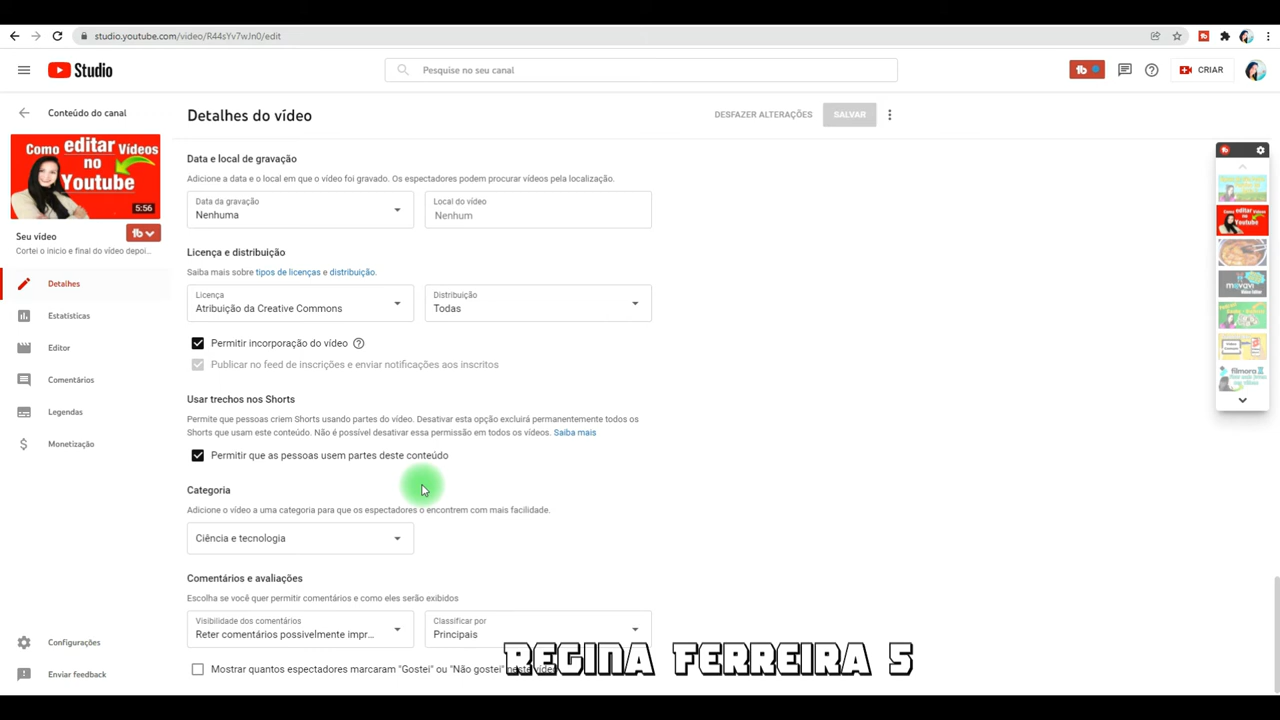 studio.youtube.com/video/R44sYv7wJn0/edit
Studio
Pesquise no seu canal
CRIAR
Conteúdo do canal
Detalhes do vídeo
DESFAZER ALTERAÇÕES
SALVAR
Como editar Vídeos
no
Youtube
5:56
Seu vídeo
Cortei o início e final do vídeo depoi...
Detalhes
Estatísticas
Editor
Comentários
Legendas
Monetização
Configurações
Enviar feedback
Data e local de gravação
Adicione a data e o local em que o vídeo foi gravado. Os espectadores podem procurar vídeos pela localização.
Data da gravação
Nenhuma
Local do vídeo
Nenhum
Licença e distribuição
Saiba mais sobre tipos de licenças e distribuição.
Licença
Atribuição da Creative Commons
Distribuição
Todas
Permitir incorporação do vídeo
Publicar no feed de inscrições e enviar notificações aos inscritos
Usar trechos nos Shorts
Permite que pessoas criem Shorts usando partes do vídeo. Desativar esta opção excluirá permanentemente todos os
Shorts que usam este conteúdo. Não é possível desativar essa permissão em todos os vídeos. Saiba mais
Permitir que as pessoas usem partes deste conteúdo
Categoria
Adicione o vídeo a uma categoria para que os espectadores o encontrem com mais facilidade.
Ciência e tecnologia
Comentários e avaliações
Escolha se você quer permitir comentários e como eles serão exibidos
Visibilidade dos comentários
Reter comentários possivelmente impr...
Classificar por
Principais
Mostrar quantos espectadores marcaram "Gostei" ou "Não gostei" neste víde
REGINA FERREIRA 5
Como editar Vídeos
no
Youtube
movavi
filmora